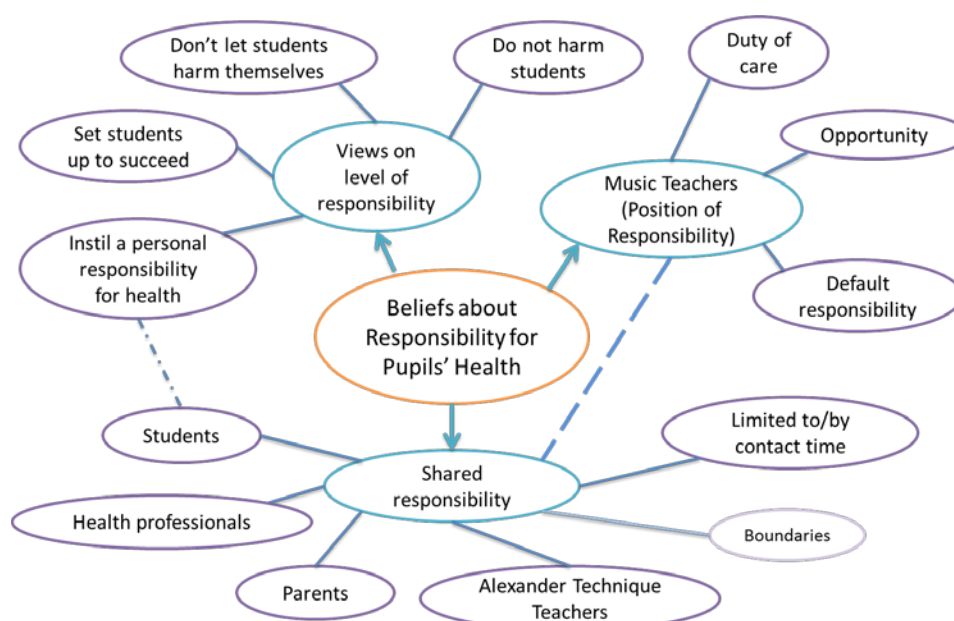 Don't let students
harm themselves
Do not harm
students
Duty of
care
Set students
up to succeed
Views on
level of
responsibility
Opportunity
Music Teachers
(Position of
Responsibility)
Instil a personal
responsibility
for health
Default
responsibility
Beliefs about
Responsibility for
Pupils' Health
Students
Limited to/by
contact time
Shared
responsibility
Health professionals
Boundaries
Parents
Alexander Technique
Teachers